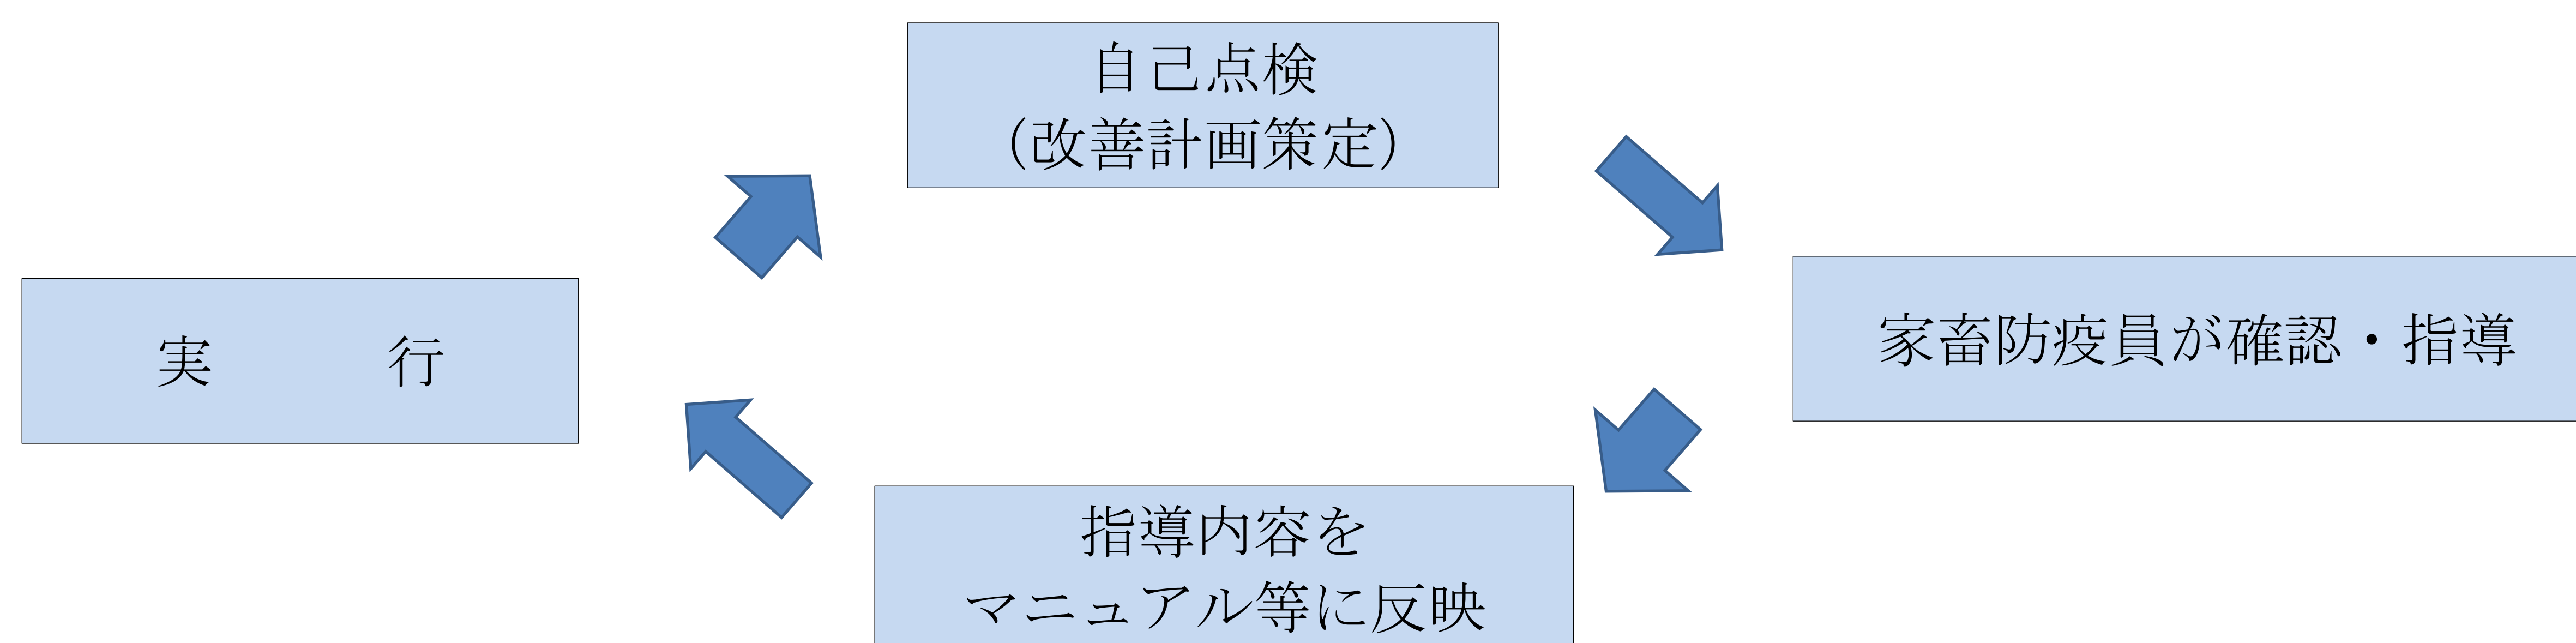 自己点検
（改善計画策定）
家畜防疫員が確認・指導
実　　　行
指導内容を
マニュアル等に反映